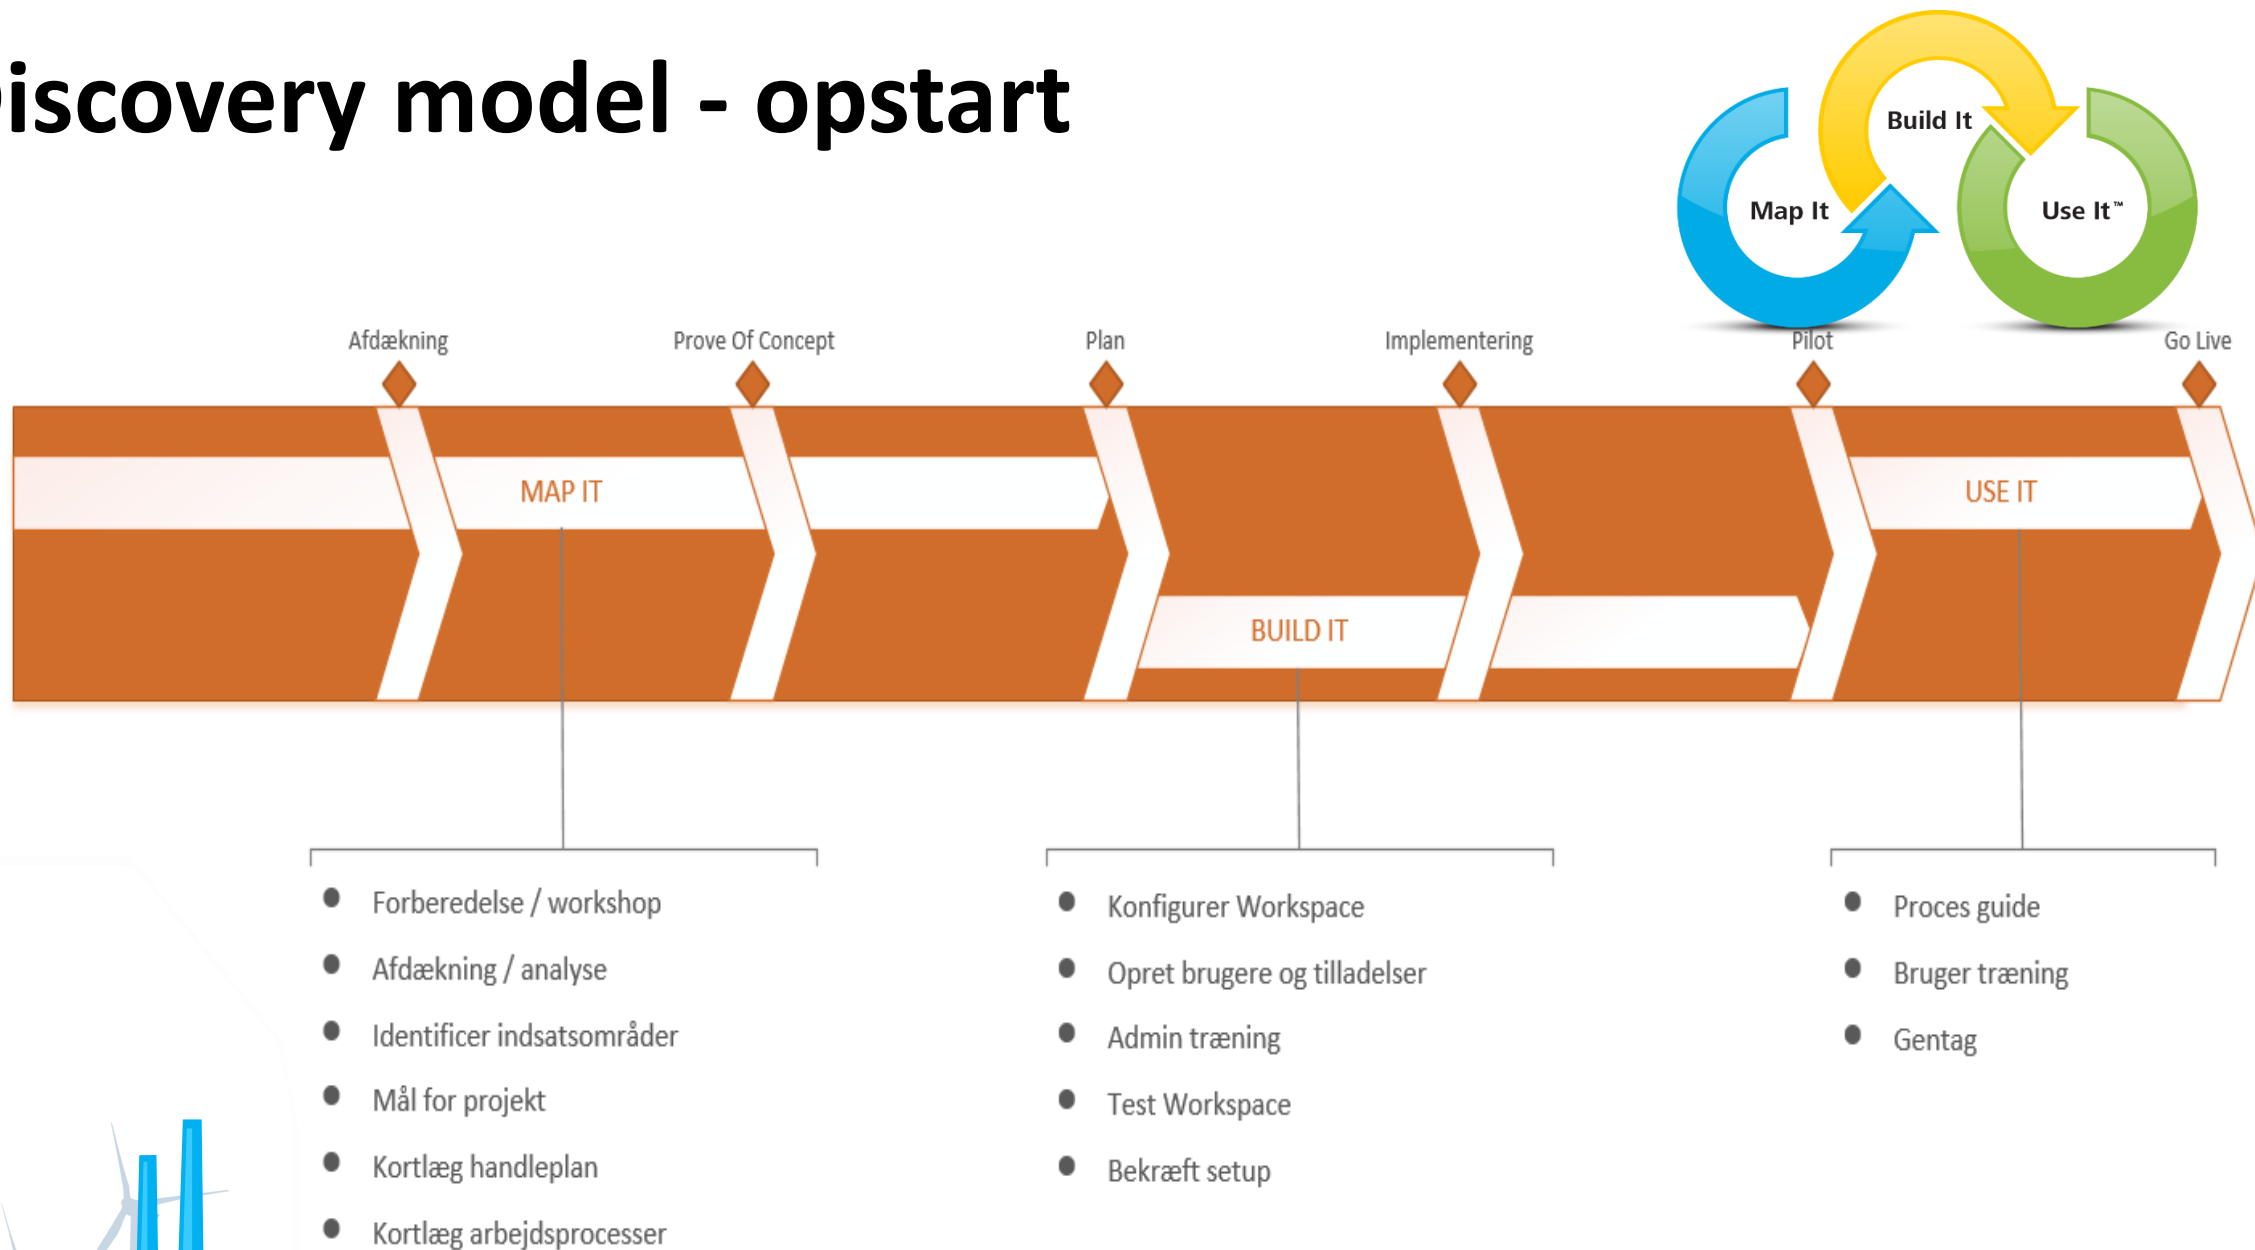 iscovery model - opstart
Build It
Map It
Use It™
Afdækning
Prove Of Concept
Plan
Implementering
Pilot
Go Live
MAP IT
USE IT
BUILD IT
Forberedelse / workshop
Afdækning / analyse
Identificer indsatsområder
Mål for projekt
Kortlæg handleplan
Kortlæg arbejdsprocesser
Konfigurer Workspace
Opret brugere og tilladelser
Admin træning
Test Workspace
Bekræft setup
Proces guide
Bruger træning
Gentag